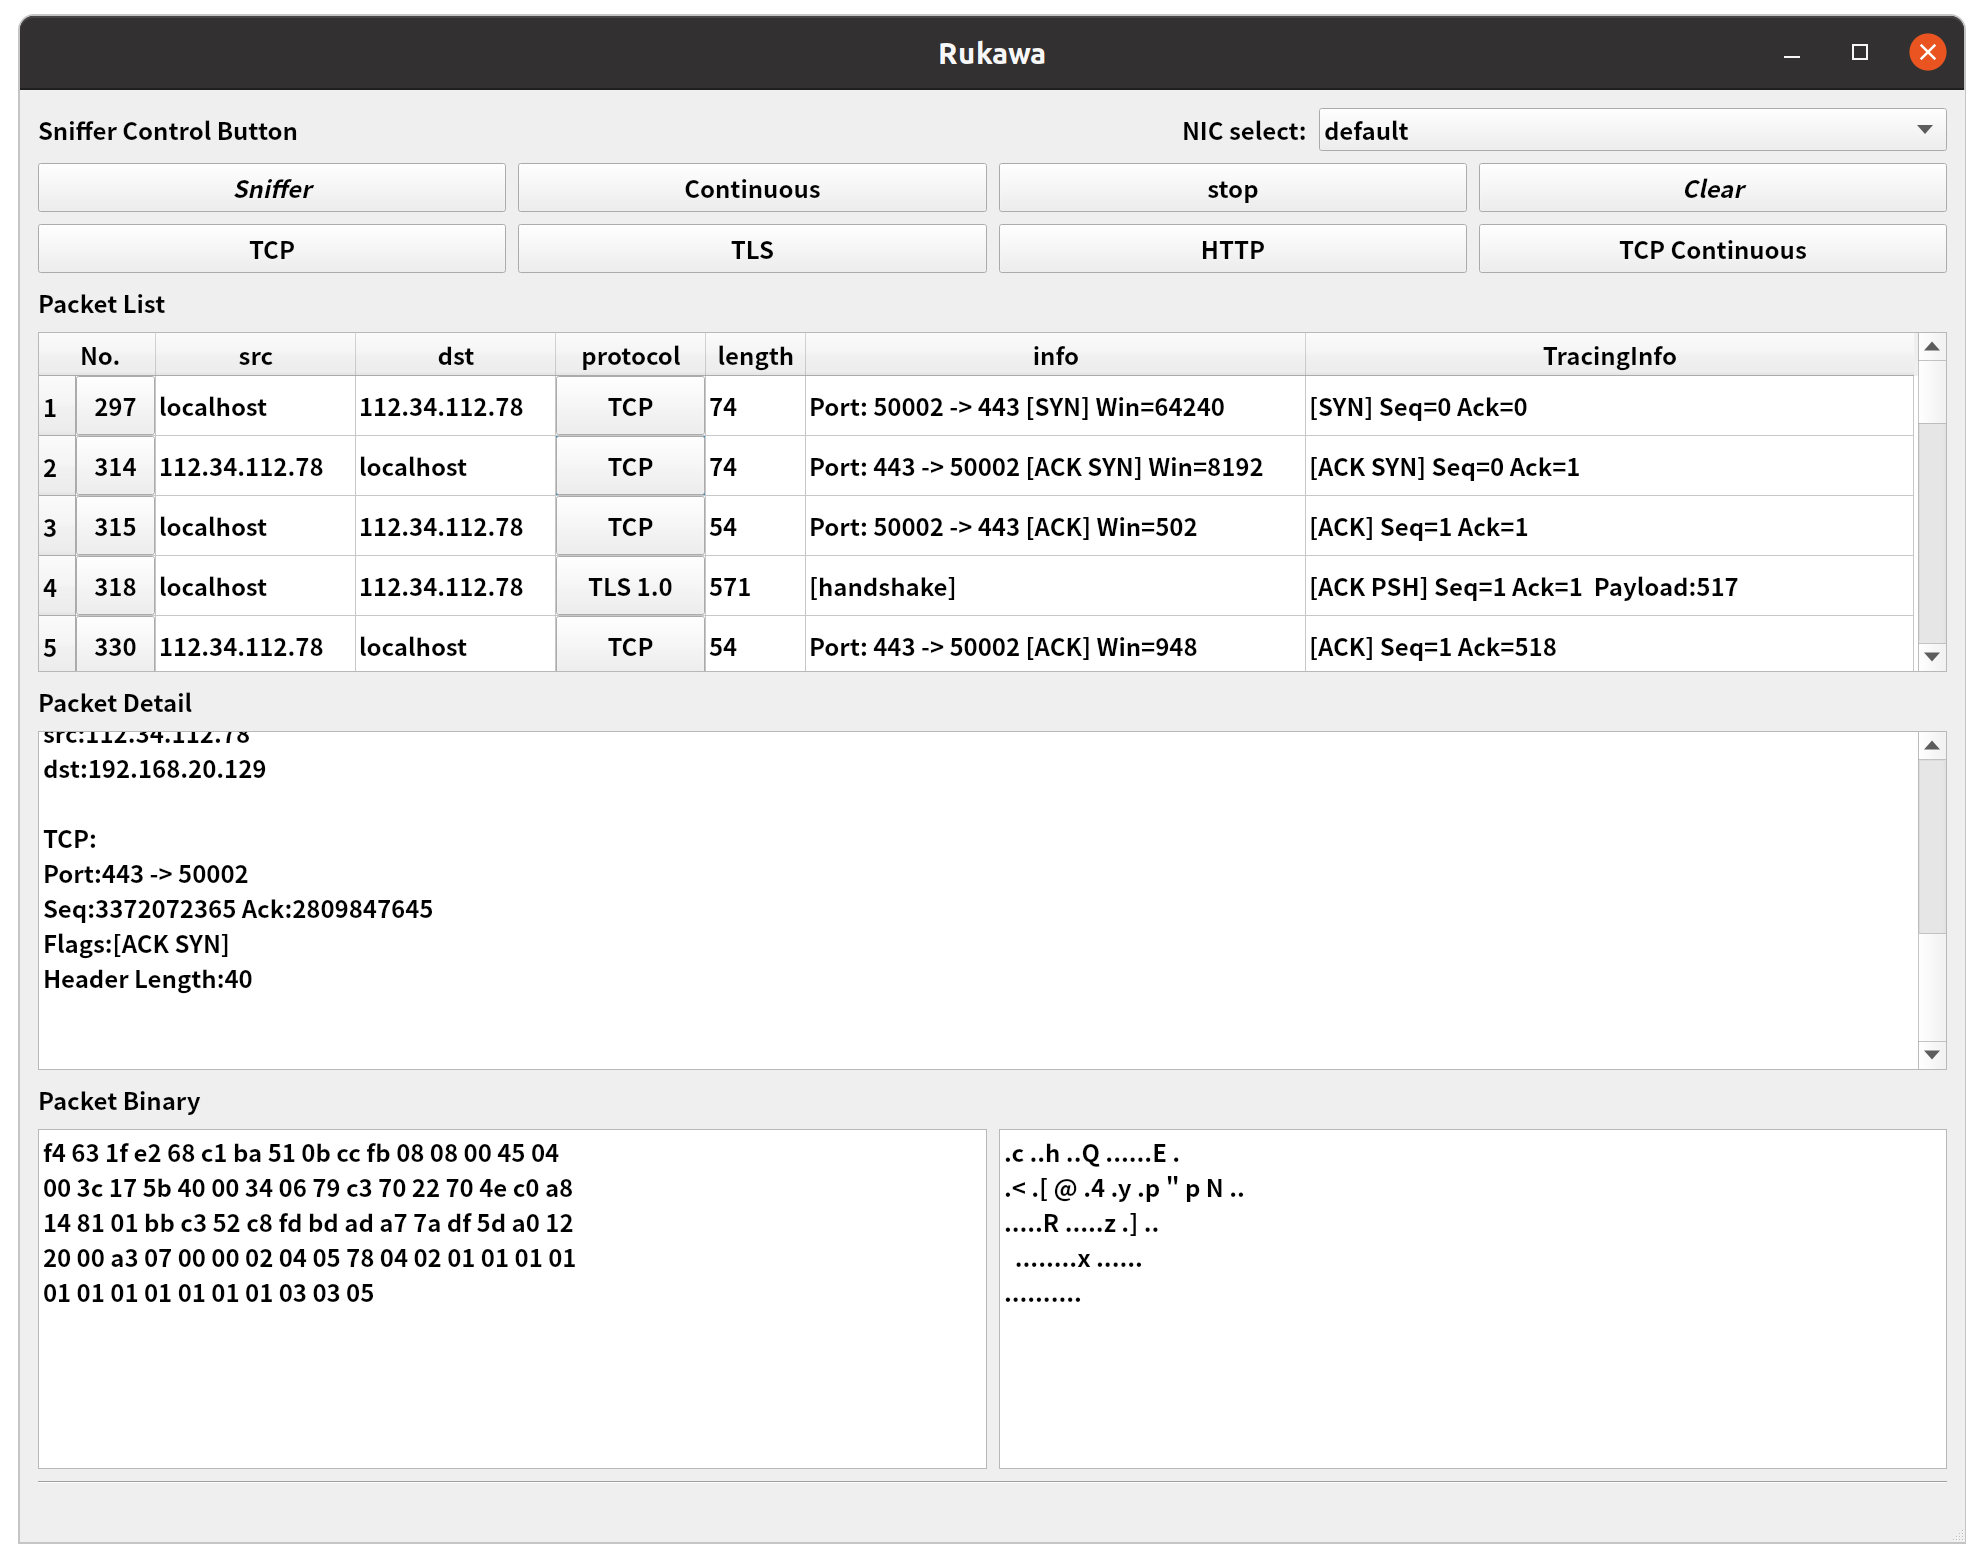 Rukawa
Sniffer Control Button NIC select: default
Sniffer Continuous stop Clear
TCP TLS HTTP TCP Continuous
Packet List
No. src dst protocol length info TracingInfo
1 297 localhost 112.34.112.78 TCP 74 Port: 50002 -> 443 [SYN] Win=64240 [SYN] Seq=0 Ack=0
2 314 112.34.112.78 localhost TCP 74 Port: 443 -> 50002 [ACK SYN] Win=8192 [ACK SYN] Seq=0 Ack=1
3 315 localhost 112.34.112.78 TCP 54 Port: 50002 -> 443 [ACK] Win=502 [ACK] Seq=1 Ack=1
4 318 localhost 112.34.112.78 TLS 1.0 571 [handshake] [ACK PSH] Seq=1 Ack=1 Payload:517
5 330 112.34.112.78 localhost TCP 54 Port: 443 -> 50002 [ACK] Win=948 [ACK] Seq=1 Ack=518
Packet Detail
src:112.34.112.78
dst:192.168.20.129
TCP:
Port:443 -> 50002
Seq:3372072365 Ack:2809847645
Flags:[ACK SYN]
Header Length:40
Packet Binary
f4 63 1f e2 68 c1 ba 51 0b cc fb 08 08 00 45 04
00 3c 17 5b 40 00 34 06 79 c3 70 22 70 4e c0 a8
14 81 01 bb c3 52 c8 fd bd ad a7 7a df 5d a0 12
20 00 a3 07 00 00 02 04 05 78 04 02 01 01 01 01
01 01 01 01 01 01 01 03 03 05
.c ..h ..Q ......E .
.< .[ @ .4 .y .p " p N ..
.....R .....z .] ..
........x ......
..........